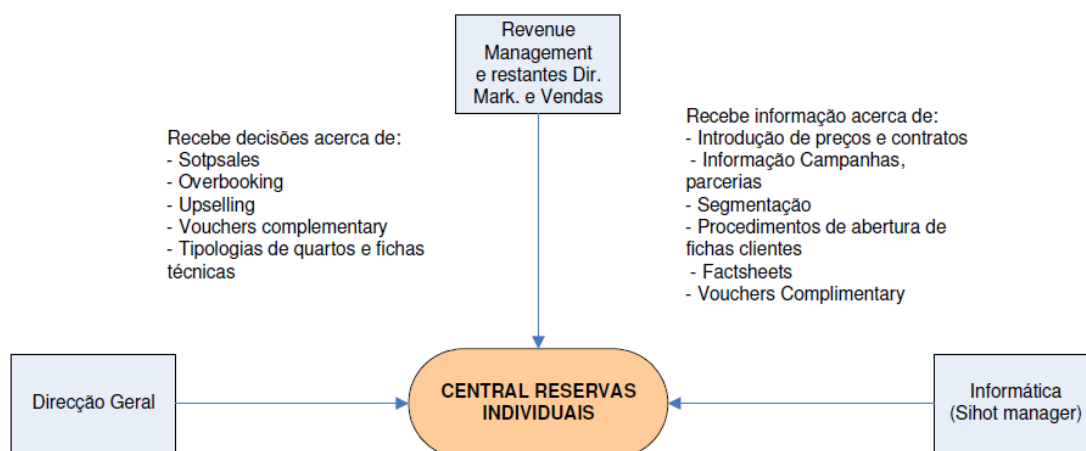 Revenue
Management
e restantes Dir.
Mark. e Vendas
Recebe decisões acerca de:
- Sotpsales
- Overbooking
- Upselling
- Vouchers complementary
- Tipologias de quartos e fichas
técnicas
Recebe informação acerca de:
- Introdução de preços e contratos
- Informação Campanhas,
parcerias
- Segmentação
- Procedimentos de abertura de
fichas clientes
- Factsheets
- Vouchers Complimentary
Direcção Geral
CENTRAL RESERVAS
INDIVIDUAIS
Informática
(Sihot manager)